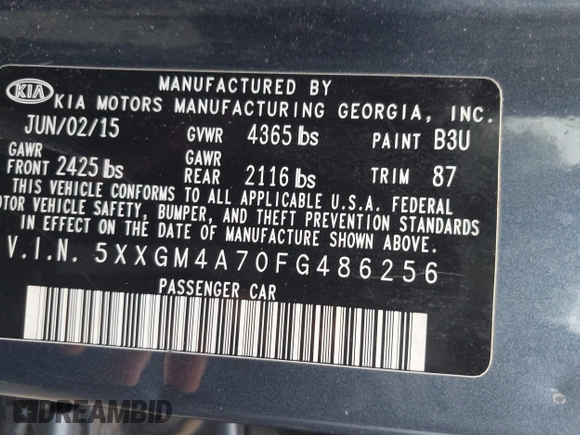 MANUFACTURED BY
KIA KIA MOTORS MANUFACTURING GEORGIA, INC.
JUN/02/15 GVWR 4365 lbs PAINT B3U
GAWR FRONT 2425 lbs GAWR REAR 2116 lbs TRIM 87
THIS VEHICLE CONFORMS TO ALL APPLICABLE U.S.A. FEDERAL
OTOR VEHICLE SAFETY, BUMPER, AND THEFT PREVENTION STANDARDS
IN EFFECT ON THE DATE OF MANUFACTURE SHOWN ABOVE.
V.I.N. 5XXGM4A70FG486256
PASSENGER CAR
DREAMBID